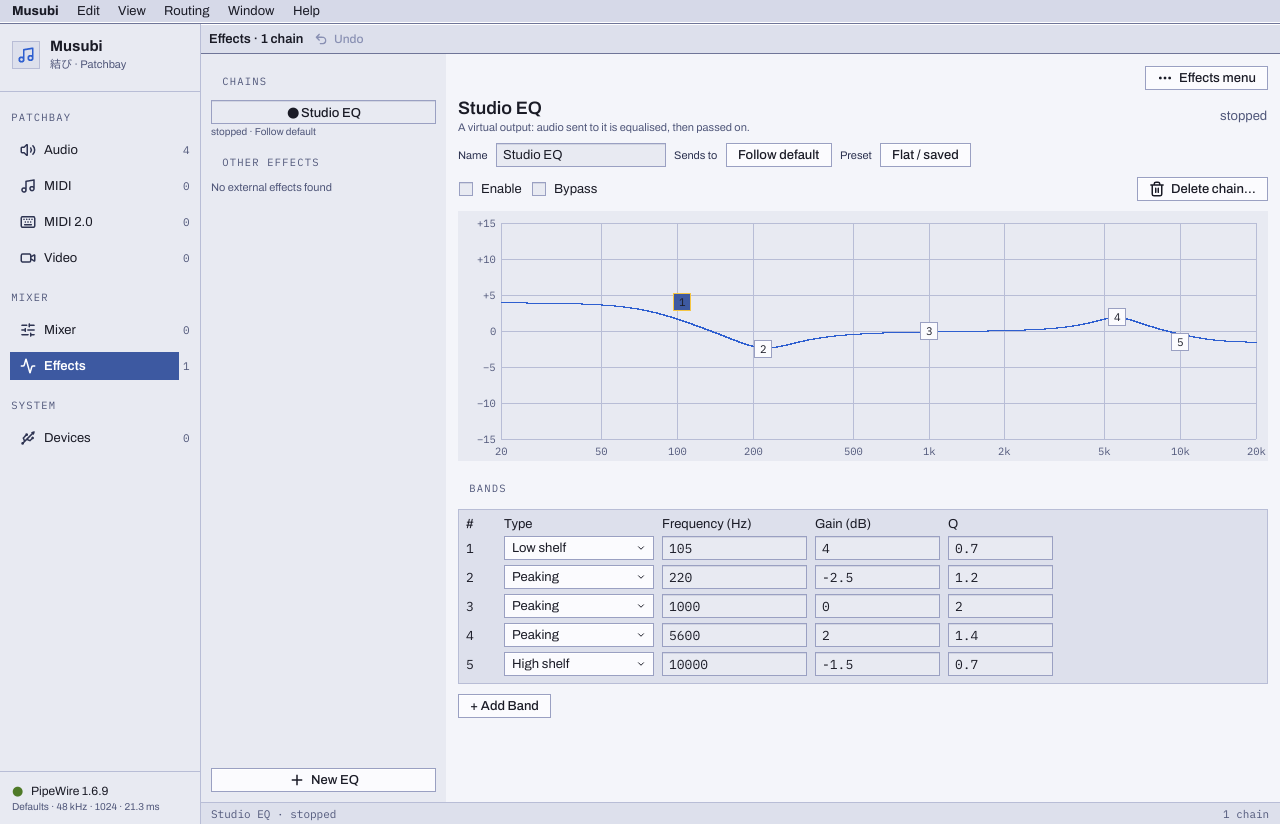 Musubi Edit View Routing Window Help
Musubi
結び · Patchbay
PATCHBAY
Audio 4
MIDI 0
MIDI 2.0 0
Video 0
MIXER
Mixer 0
Effects 1
SYSTEM
Devices 0
PipeWire 1.6.9
Defaults · 48 kHz · 1024 · 21.3 ms
Effects · 1 chain Undo
CHAINS
Studio EQ
stopped · Follow default
OTHER EFFECTS
No external effects found
New EQ
Effects menu
Studio EQ
stopped
A virtual output: audio sent to it is equalised, then passed on.
Name Studio EQ Sends to Follow default Preset Flat / saved
Enable Bypass Delete chain...
+15
+10
+5
0
−5
−10
−15
1
2
3
4
5
20 50 100 200 500 1k 2k 5k 10k 20k
BANDS
# Type Frequency (Hz) Gain (dB) Q
1 Low shelf 105 4 0.7
2 Peaking 220 -2.5 1.2
3 Peaking 1000 0 2
4 Peaking 5600 2 1.4
5 High shelf 10000 -1.5 0.7
+ Add Band
Studio EQ · stopped 1 chain